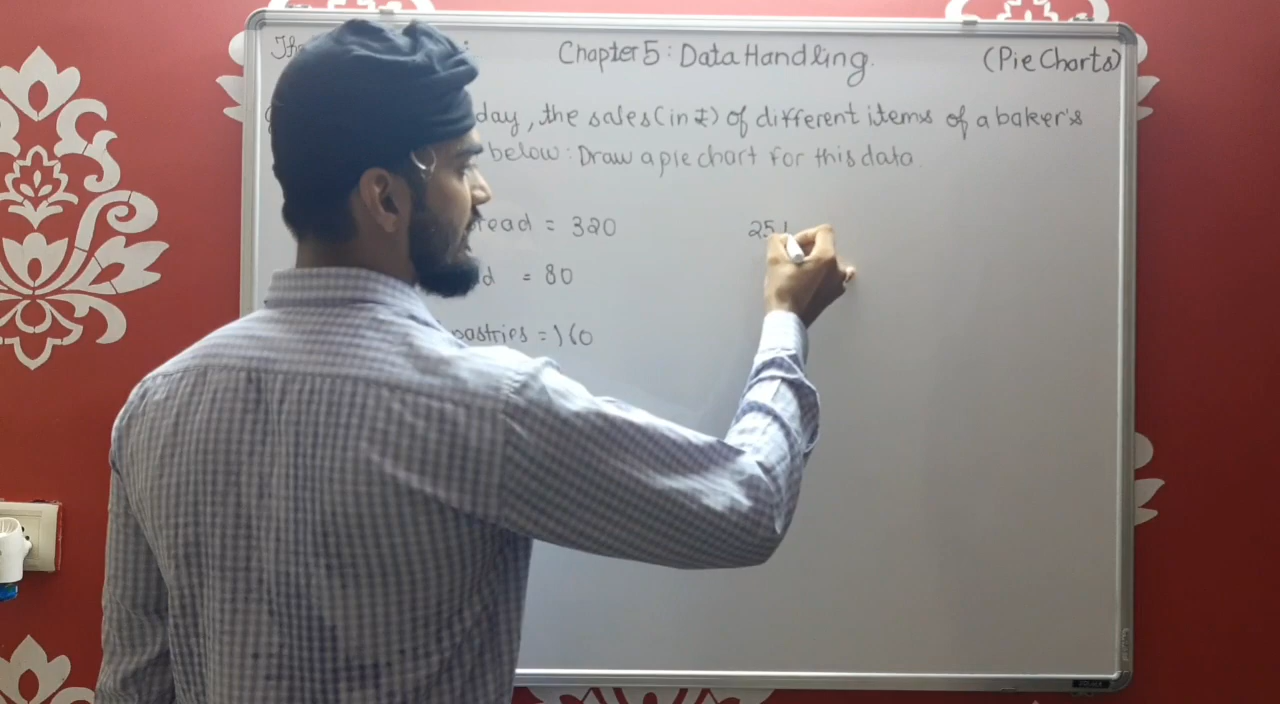 Chapter 5 : Data Handling. (Pie Charts)
day, the sales (in ₹) of different items of a baker's
below : Draw a pie chart for this data.
read = 320
d = 80
pastries = 160
25